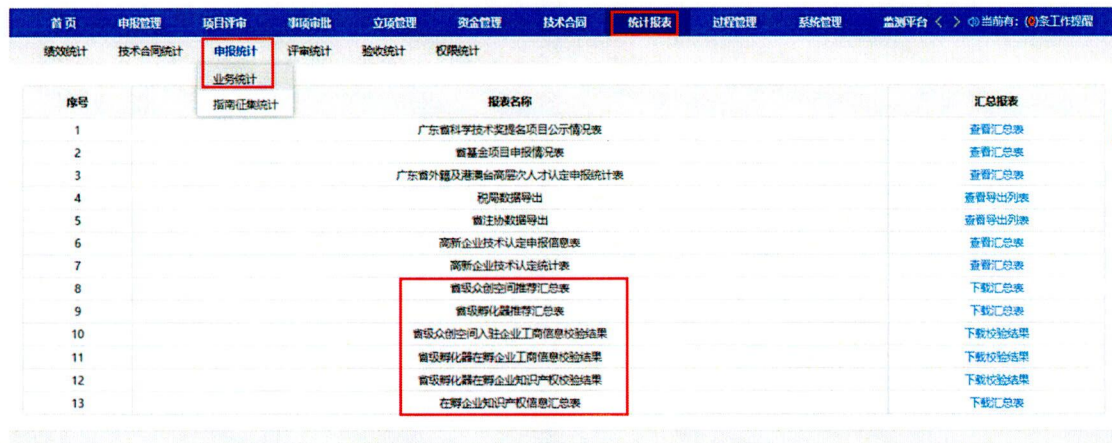 首 页 申报管理 项目评审 事项审批 立项管理 资金管理 技术合同 统计报表 过程管理 系统管理 监测平台 < > 当前有：(0)条工作提醒
绩效统计 技术合同统计 申报统计 评审统计 验收统计 权限统计
业务统计
指南征集统计
序号 报表名称 汇总报表
1 广东省科学技术奖提名项目公示情况表 查看汇总表
2 省基金项目申报情况表 查看汇总表
3 广东省外籍及港澳台高层次人才认定申报统计表 查看汇总表
4 税局数据导出 查看导出列表
5 省注协数据导出 查看导出列表
6 高新企业技术认定申报信息表 查看汇总表
7 高新企业技术认定统计表 查看汇总表
8 省级众创空间推荐汇总表 下载汇总表
9 省级孵化器推荐汇总表 下载汇总表
10 省级众创空间入驻企业工商信息校验结果 下载校验结果
11 省级孵化器在孵企业工商信息校验结果 下载校验结果
12 省级孵化器在孵企业知识产权校验结果 下载校验结果
13 在孵企业知识产权信息汇总表 下载汇总表